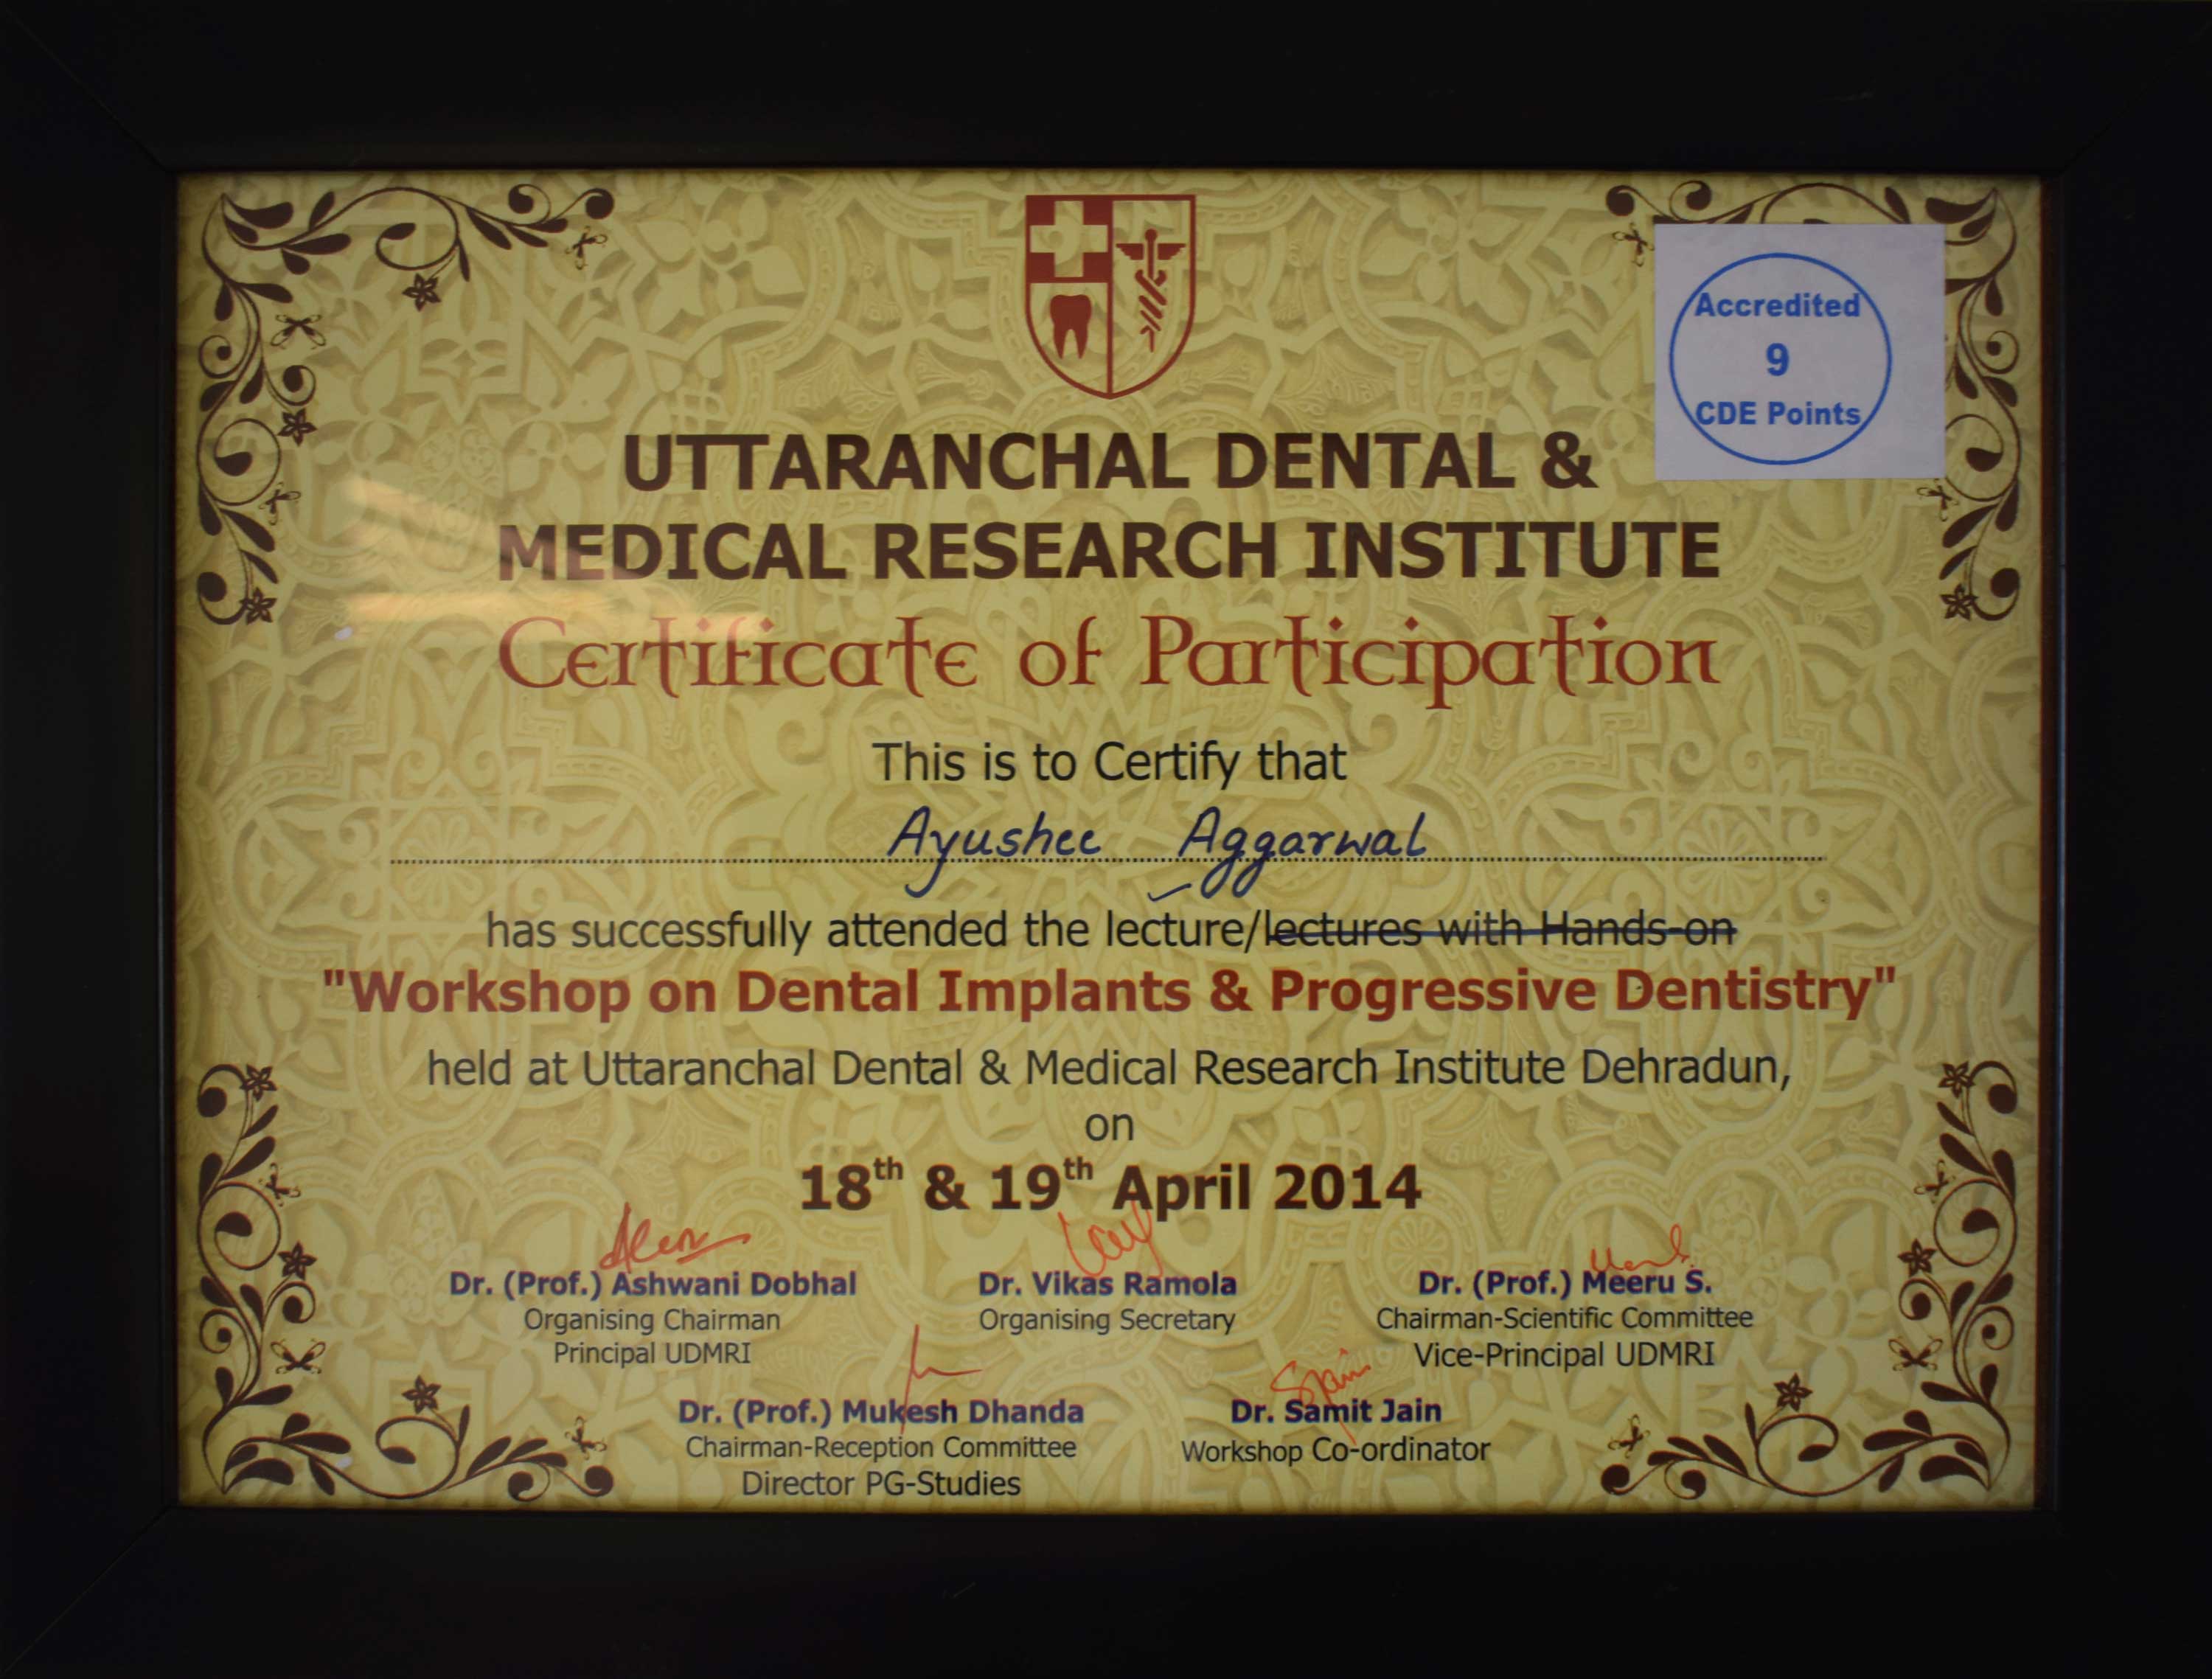 Accredited
9
CDE Points
UTTARANCHAL DENTAL &
MEDICAL RESEARCH INSTITUTE
Certificate of Participation
This is to Certify that
Ayushee Aggarwal
has successfully attended the lecture/lectures with Hands-on
"Workshop on Dental Implants & Progressive Dentistry"
held at Uttaranchal Dental & Medical Research Institute Dehradun,
on
18th & 19th April 2014
Dr. (Prof.) Ashwani Dobhal
Organising Chairman
Principal UDMRI
Dr. Vikas Ramola
Organising Secretary
Dr. (Prof.) Meeru S.
Chairman-Scientific Committee
Vice-Principal UDMRI
Dr. (Prof.) Mukesh Dhanda
Chairman-Reception Committee
Director PG-Studies
SJain
Dr. Samit Jain
Workshop Co-ordinator